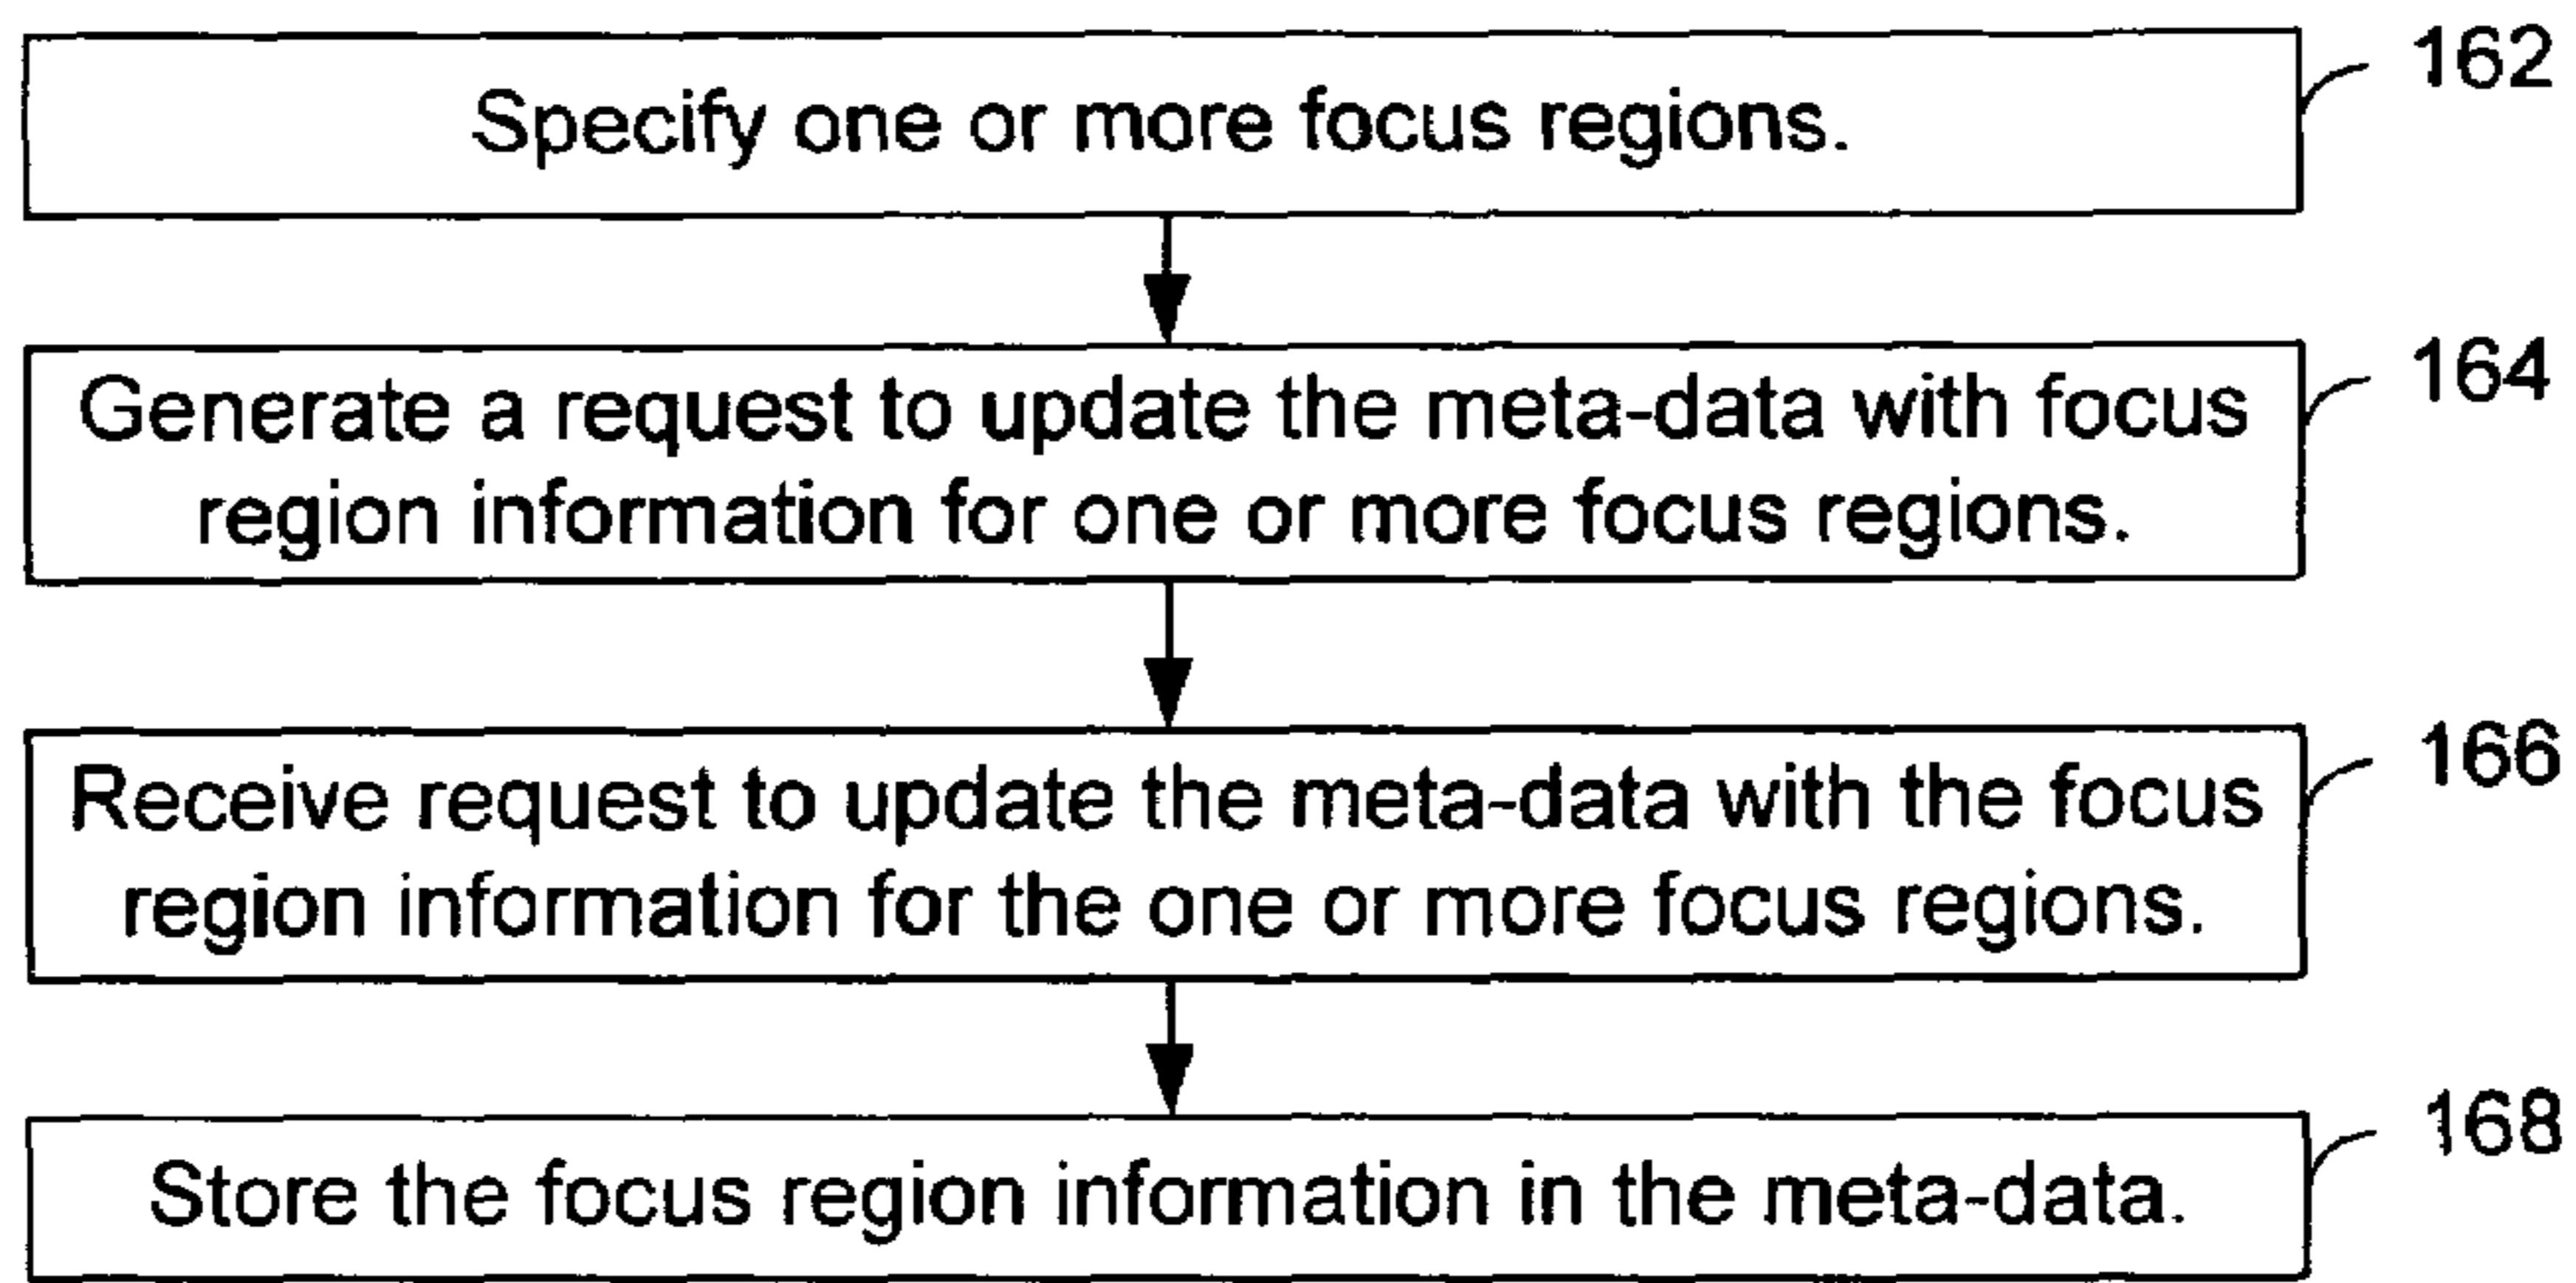 162
Specify one or more focus regions.
164
Generate a request to update the meta-data with focus
region information for one or more focus regions.
166
Receive request to update the meta-data with the focus
region information for the one or more focus regions.
168
Store the focus region information in the meta-data.